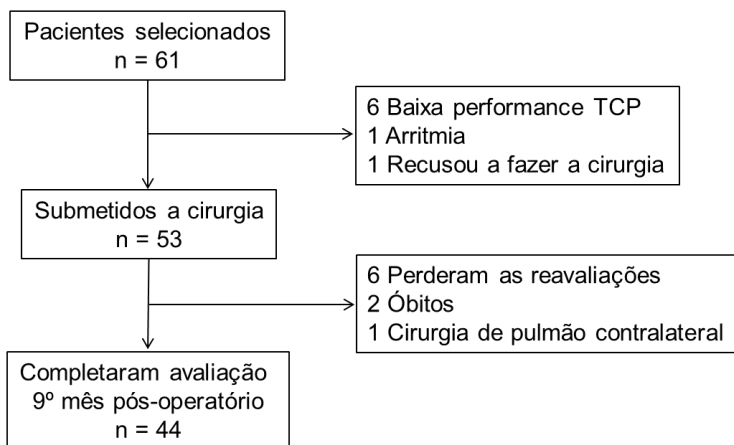 Pacientes selecionados
n = 61
6 Baixa performance TCP
1 Arritmia
1 Recusou a fazer a cirurgia
Submetidos a cirurgia
n = 53
6 Perderam as reavaliações
2 Óbitos
1 Cirurgia de pulmão contralateral
Completaram avaliação
9º mês pós-operatório
n = 44